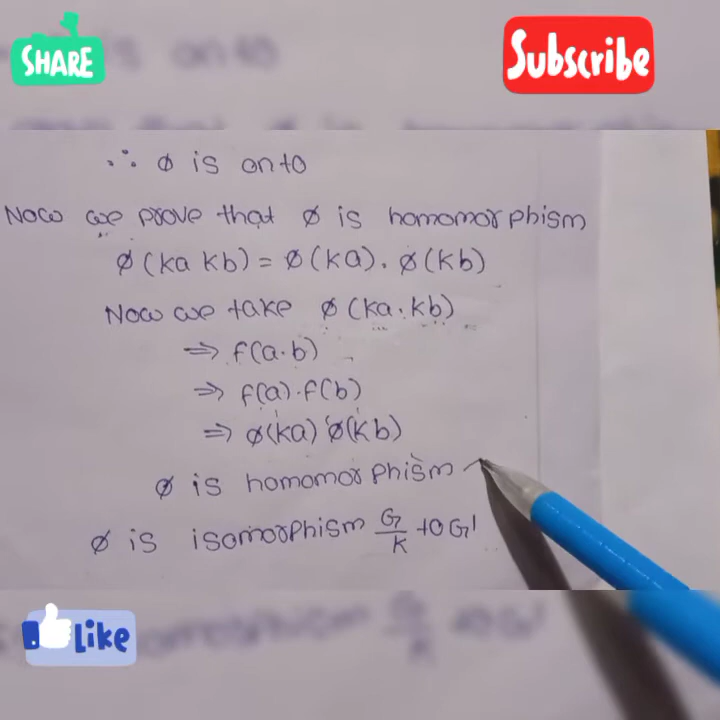 SHARE
Subscribe
∴ ø is onto
Now we prove that ø is homomorphism
ø(ka kb) = ø(ka). ø(kb)
Now we take ø(ka.kb)
⇒ f(a.b)
⇒ f(a).f(b)
⇒ ø(ka) ø(kb)
ø is homomorphism
ø is isomorphism G/K to G'
Like